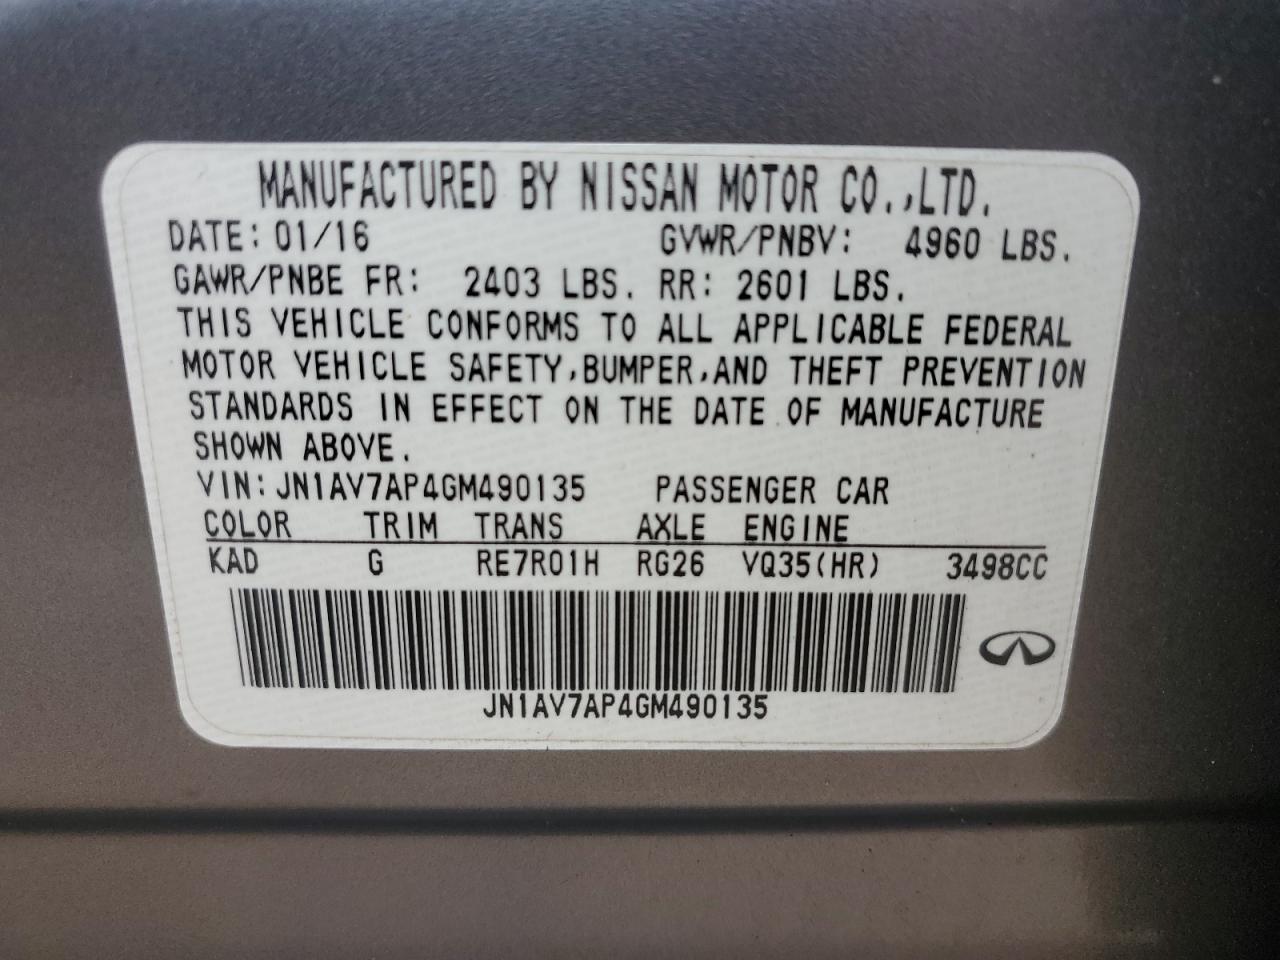 MANUFACTURED BY NISSAN MOTOR CO.,LTD.
DATE: 01/16 GVWR/PNBV: 4960 LBS.
GAWR/PNBE FR: 2403 LBS. RR: 2601 LBS.
THIS VEHICLE CONFORMS TO ALL APPLICABLE FEDERAL
MOTOR VEHICLE SAFETY,BUMPER,AND THEFT PREVENTION
STANDARDS IN EFFECT ON THE DATE OF MANUFACTURE
SHOWN ABOVE.
VIN:JN1AV7AP4GM490135 PASSENGER CAR
COLOR TRIM TRANS AXLE ENGINE
KAD G RE7R01H RG26 VQ35(HR) 3498CC
JN1AV7AP4GM490135